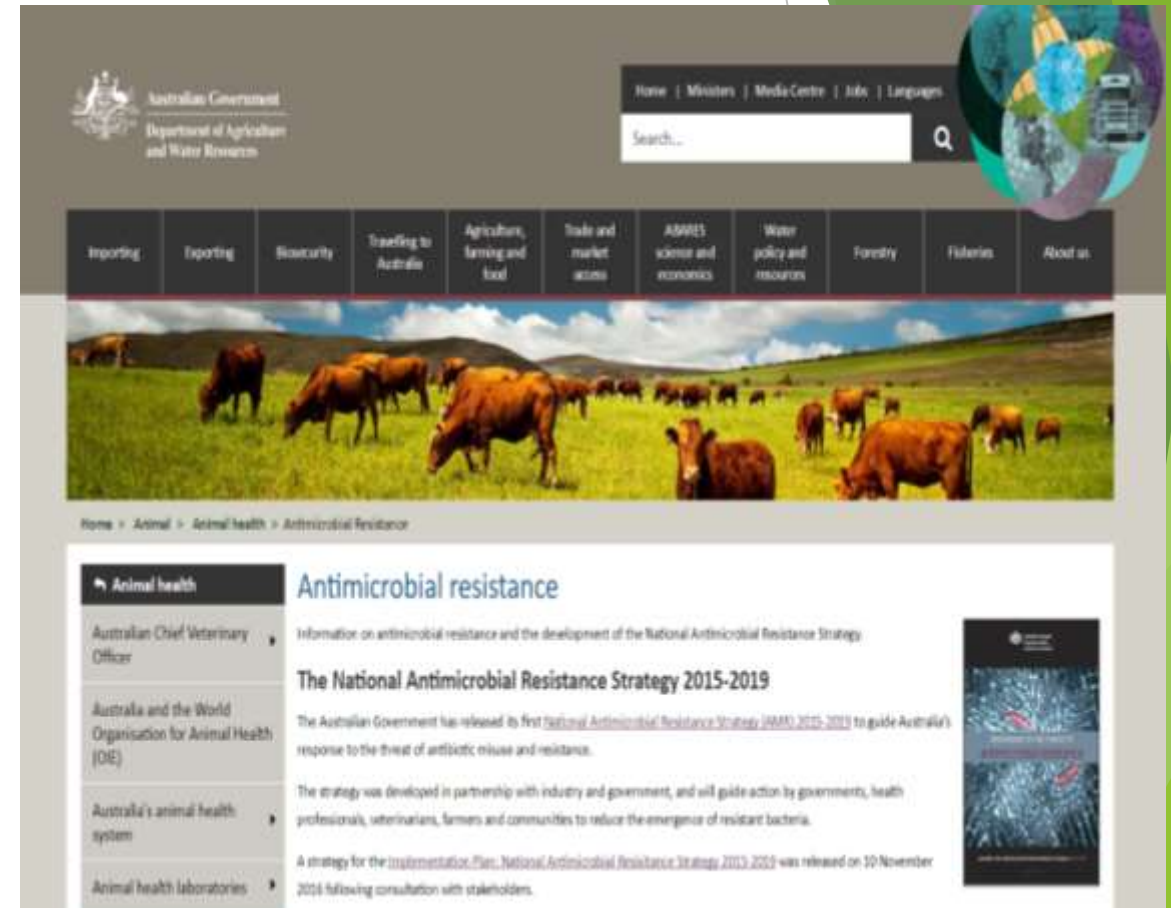 Australian Government
Department of Agriculture
and Water Resources
Home | Ministers | Media Centre | Jobs | Languages
Search...
Importing
Exporting
Biosecurity
Travelling to
Australia
Agriculture,
farming and
food
Trade and
market
access
ABARES
science and
economics
Water
policy and
resources
Forestry
Fisheries
About us
Home > Animal > Animal health > Antimicrobial Resistance
Animal health
Australian Chief Veterinary
Officer
Australia and the World
Organisation for Animal Health
(OIE)
Australia's animal health
system
Animal health laboratories
Antimicrobial resistance
Information on antimicrobial resistance and the development of the National Antimicrobial Resistance Strategy.
The National Antimicrobial Resistance Strategy 2015-2019
The Australian Government has released its first National Antimicrobial Resistance Strategy (AMR) 2015-2019 to guide Australia's
response to the threat of antibiotic misuse and resistance.
The strategy was developed in partnership with industry and government, and will guide action by governments, health
professionals, veterinarians, farmers and communities to reduce the emergence of resistant bacteria.
A strategy for the Implementation Plan: National Antimicrobial Resistance Strategy 2015-2019 was released on 10 November
2016 following consultation with stakeholders.